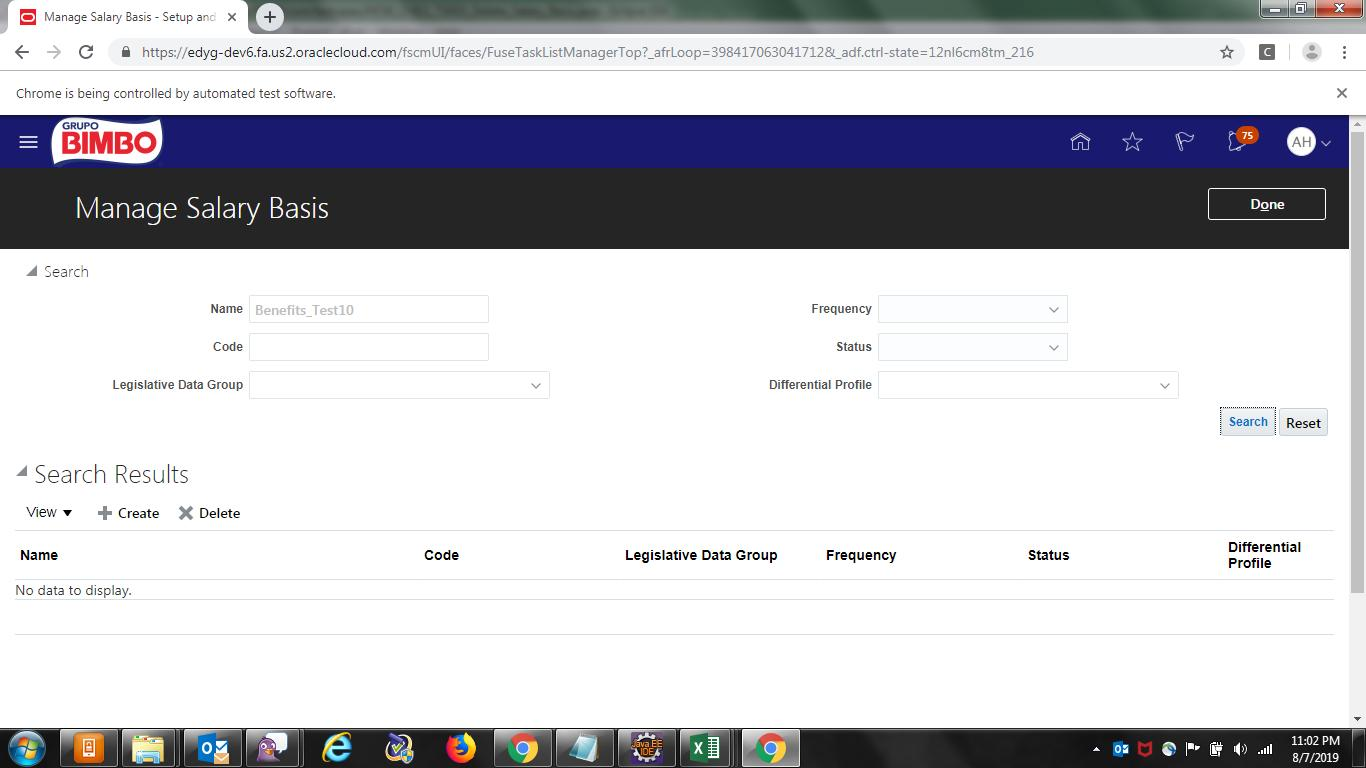 Manage Salary Basis - Setup and
https://edyg-dev6.fa.us2.oraclecloud.com/fscmUI/faces/FuseTaskListManagerTop?_afrLoop=398417063041712&_adf.ctrl-state=12nl6cm8tm_216
C
Chrome is being controlled by automated test software.
GRUPO
BIMBO
75
AH
Manage Salary Basis
Done
Search
Name
Benefits_Test10
Frequency
Code
Status
Legislative Data Group
Differential Profile
Search
Reset
Search Results
View
Create
Delete
Name
Code
Legislative Data Group
Frequency
Status
Differential
Profile
No data to display.
Java EE
IDE
11:02 PM
8/7/2019